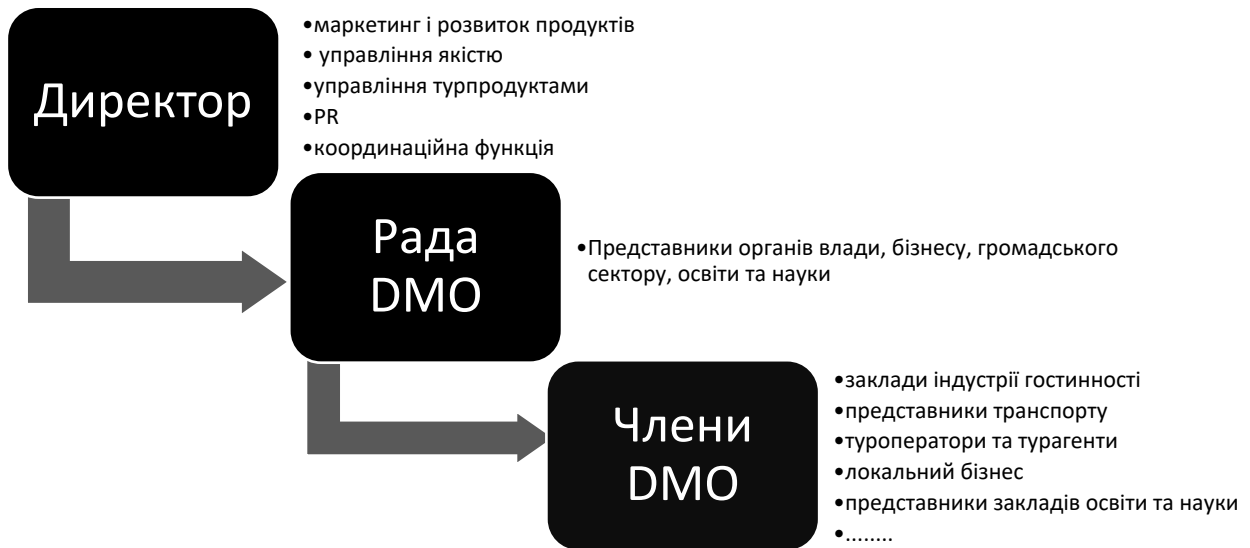 Директор
•маркетинг і розвиток продуктів
• управління якістю
•управління турпродуктами
•PR
•координаційна функція
Рада
DMO
•Представники органів влади, бізнесу, громадського
сектору, освіти та науки
Члени
DMO
•заклади індустрії гостинності
•представники транспорту
•туроператори та турагенти
•локальний бізнес
•представники закладів освіти та науки
•........